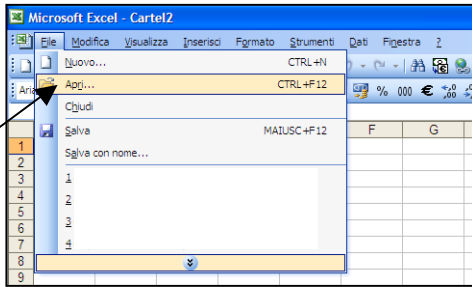 Microsoft Excel - Cartel2
File Modifica Visualizza Inserisci Formato Strumenti Dati Finestra ?
Nuovo... CTRL+N
Apri... CTRL+F12
Chiudi
Salva MAIUSC+F12
Salva con nome...
1
2
3
4
% 000 €
F G
1
2
3
4
5
6
7
8
9